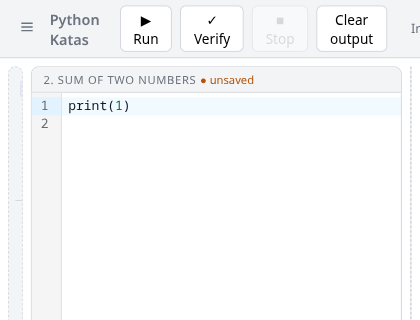 ≡ Python Katas
▶ Run
✓ Verify
■ Stop
Clear output
2. SUM OF TWO NUMBERS ● unsaved
1 print(1)
2